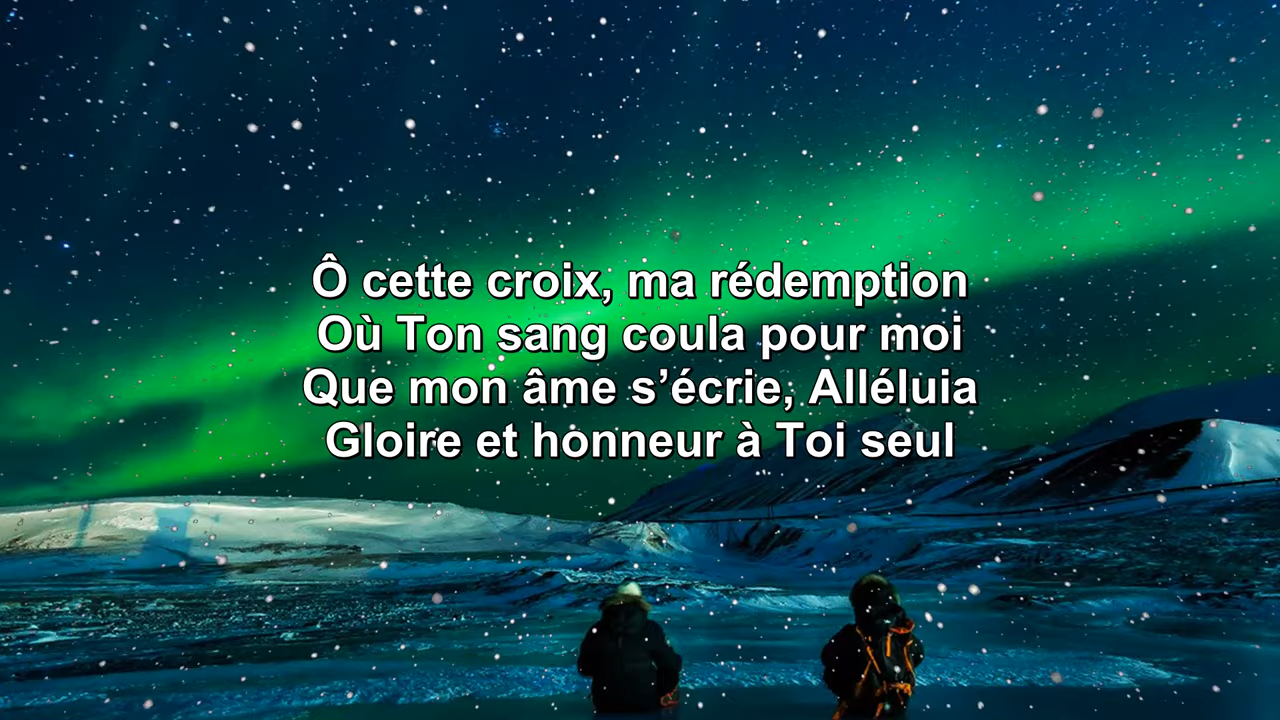 Ô cette croix, ma rédemption
Où Ton sang coula pour moi
Que mon âme s’écrie, Alléluia
Gloire et honneur à Toi seul